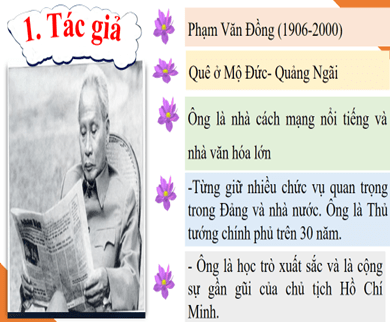 1. Tác giả
Phạm Văn Đồng (1906-2000)
Quê ở Mộ Đức- Quảng Ngãi
Ông là nhà cách mạng nổi tiếng và
nhà văn hóa lớn
-Từng giữ nhiều chức vụ quan trọng
trong Đảng và nhà nước. Ông là Thủ
tướng chính phủ trên 30 năm.
- Ông là học trò xuất sắc và là cộng
sự gần gũi của chủ tịch Hồ Chí
Minh.